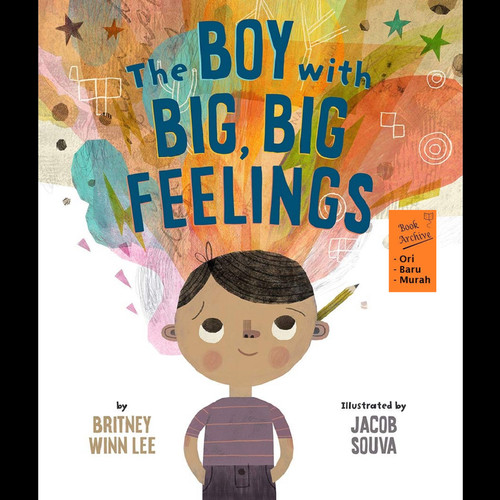 The BOY with
BIG, BIG
FEELINGS
Book
Archive
- Ori
- Baru
- Murah
by
BRITNEY
WINN LEE
Illustrated by
JACOB
SOUVA